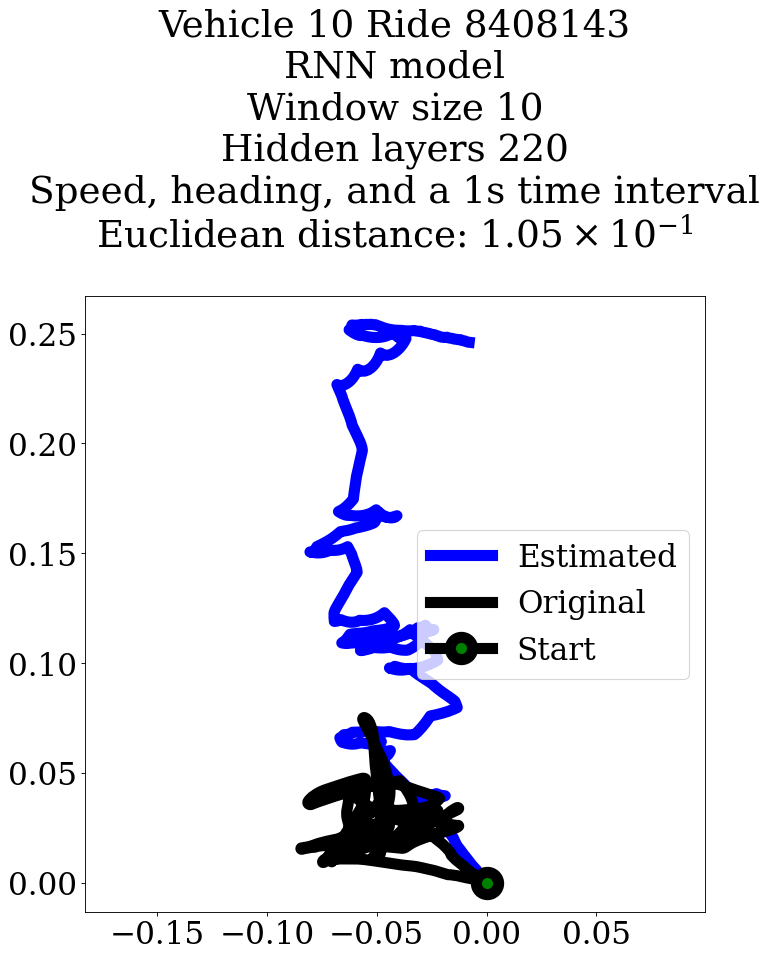 Vehicle 10 Ride 8408143
RNN model
Window size 10
Hidden layers 220
Speed, heading, and a 1s time interval
Euclidean distance: 1.05 × 10⁻¹
0.25
0.20
0.15
0.10
0.05
0.00
Estimated
Original
Start
−0.15 −0.10 −0.05 0.00 0.05